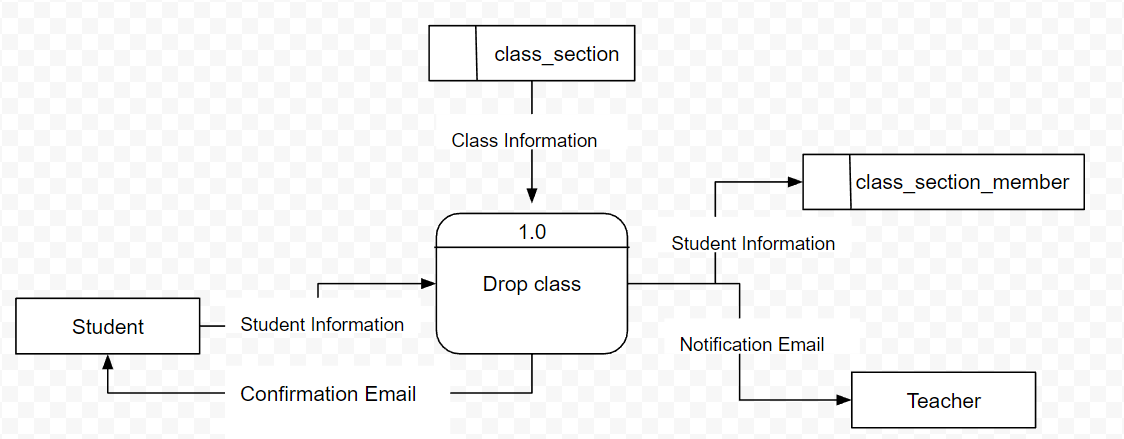 class_section
Class Information
class_section_member
1.0
Student Information
Drop class
Student
Student Information
Notification Email
Confirmation Email
Teacher